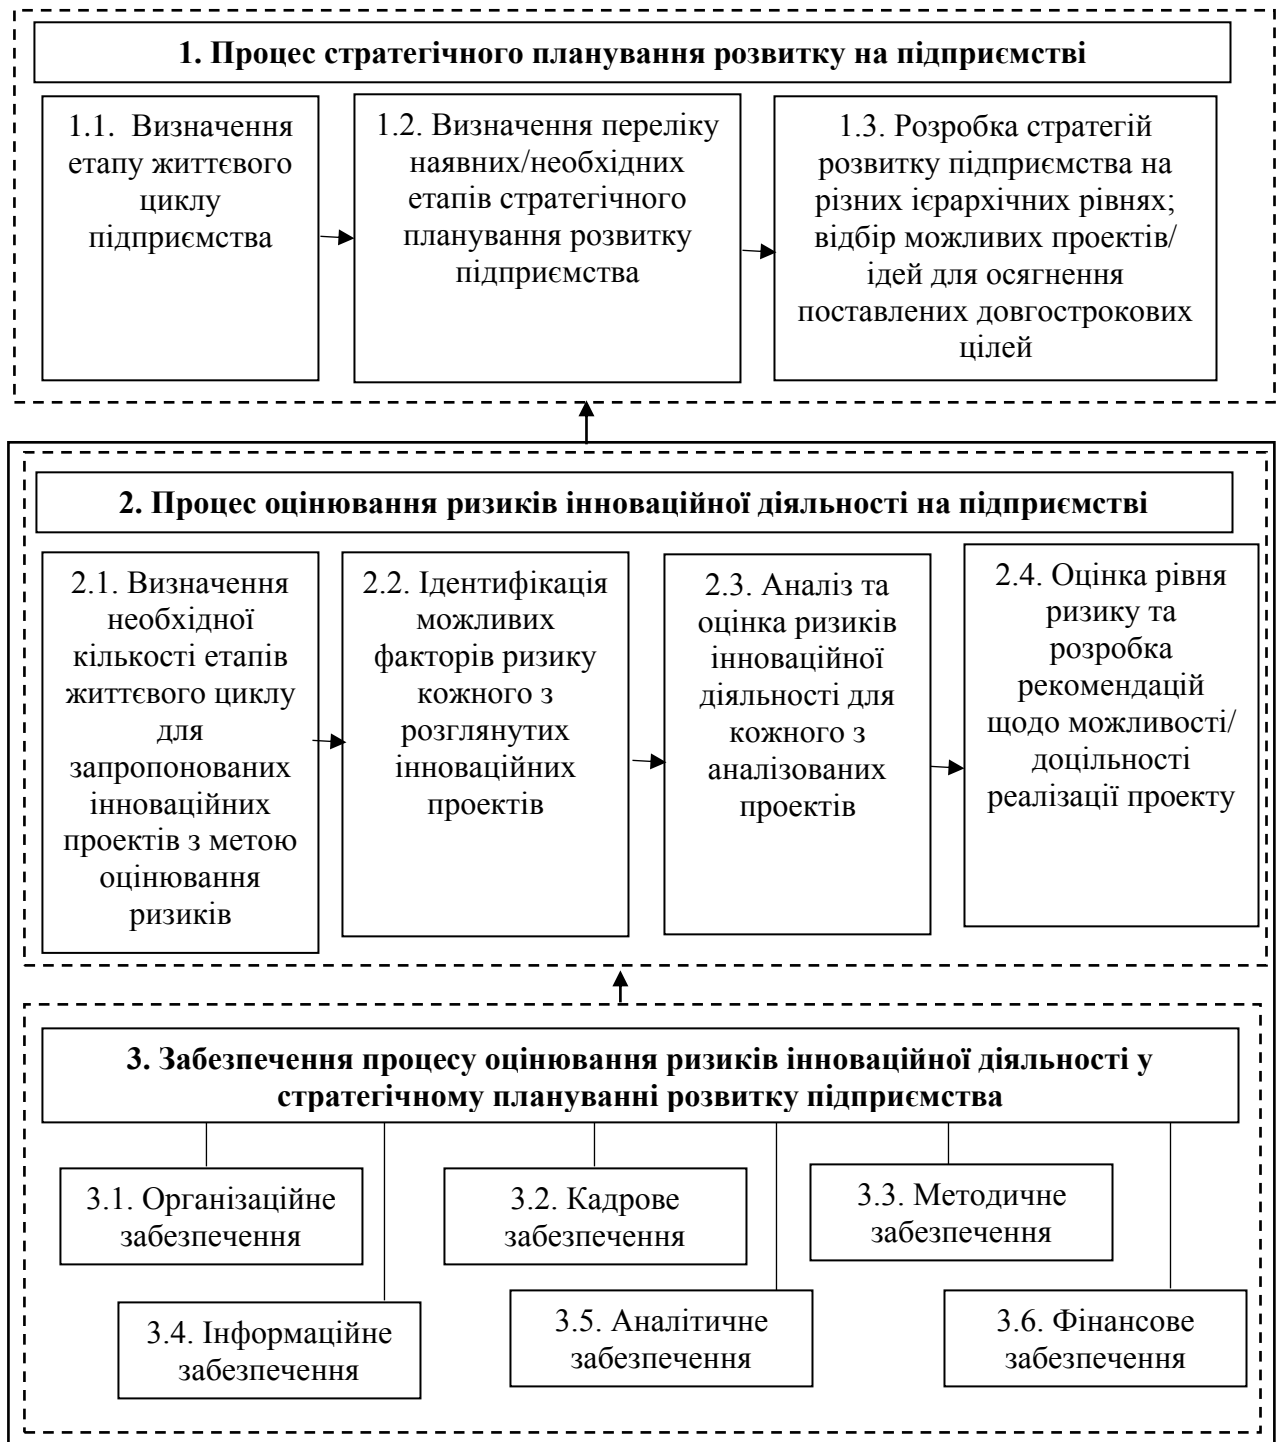 1. Процес стратегічного планування розвитку на підприємстві
1.1. Визначення
етапу життєвого
циклу
підприємства
1.2. Визначення переліку
наявних/необхідних
етапів стратегічного
планування розвитку
підприємства
1.3. Розробка стратегій
розвитку підприємства на
різних ієрархічних рівнях;
відбір можливих проектів/
ідей для осягнення
поставлених довгострокових
цілей
2. Процес оцінювання ризиків інноваційної діяльності на підприємстві
2.1. Визначення
необхідної
кількості етапів
життєвого циклу
для
запропонованих
інноваційних
проектів з метою
оцінювання
ризиків
2.2. Ідентифікація
можливих
факторів ризику
кожного з
розглянутих
інноваційних
проектів
2.3. Аналіз та
оцінка ризиків
інноваційної
діяльності для
кожного з
аналізованих
проектів
2.4. Оцінка рівня
ризику та
розробка
рекомендацій
щодо можливості/
доцільності
реалізації проекту
3. Забезпечення процесу оцінювання ризиків інноваційної діяльності у
стратегічному плануванні розвитку підприємства
3.1. Організаційне
забезпечення
3.2. Кадрове
забезпечення
3.3. Методичне
забезпечення
3.4. Інформаційне
забезпечення
3.5. Аналітичне
забезпечення
3.6. Фінансове
забезпечення